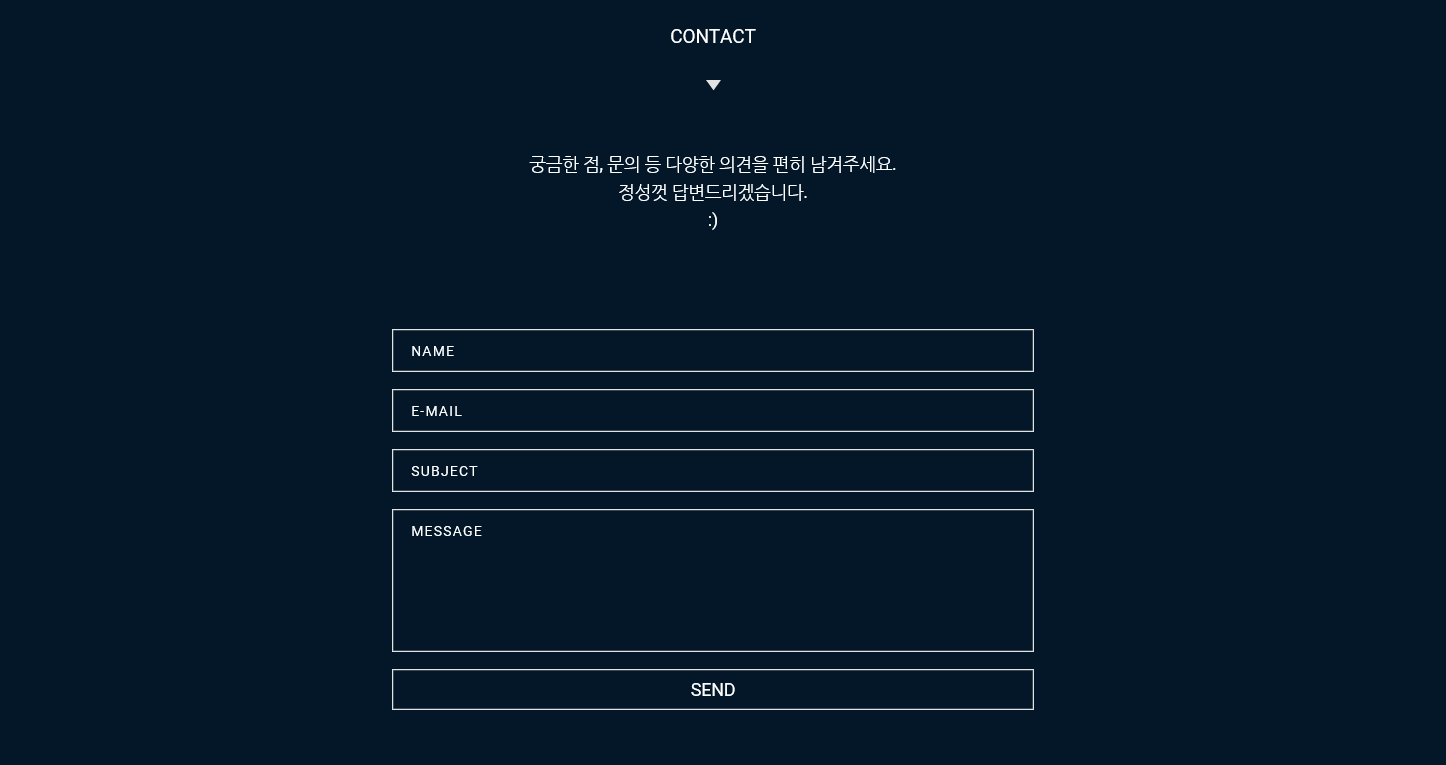 CONTACT
궁금한 점, 문의 등 다양한 의견을 편히 남겨주세요.
정성껏 답변드리겠습니다.
:)
NAME
E-MAIL
SUBJECT
MESSAGE
SEND